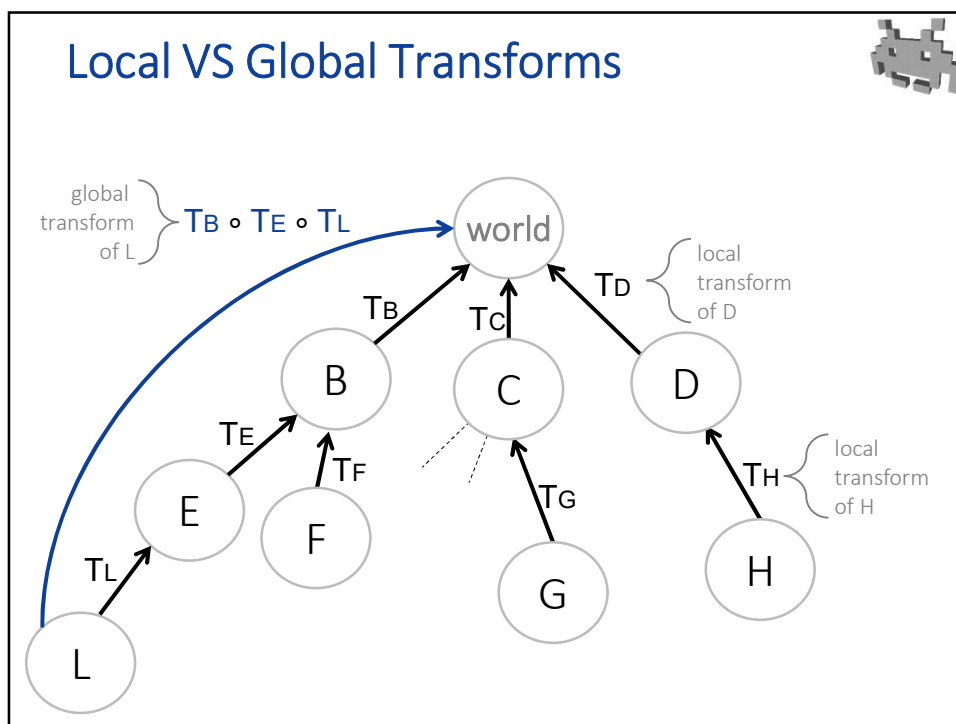 Local VS Global Transforms
global
transform
of L
TB ∘ TE ∘ TL
world
TD
local
transform
of D
TB
TC
B
C
D
TE
TF
TG
TH
local
transform
of H
E
F
G
H
TL
L